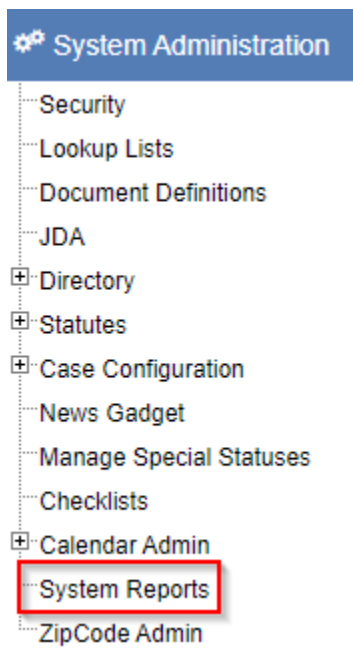 System Administration
Security
Lookup Lists
Document Definitions
JDA
Directory
Statutes
Case Configuration
News Gadget
Manage Special Statuses
Checklists
Calendar Admin
System Reports
ZipCode Admin